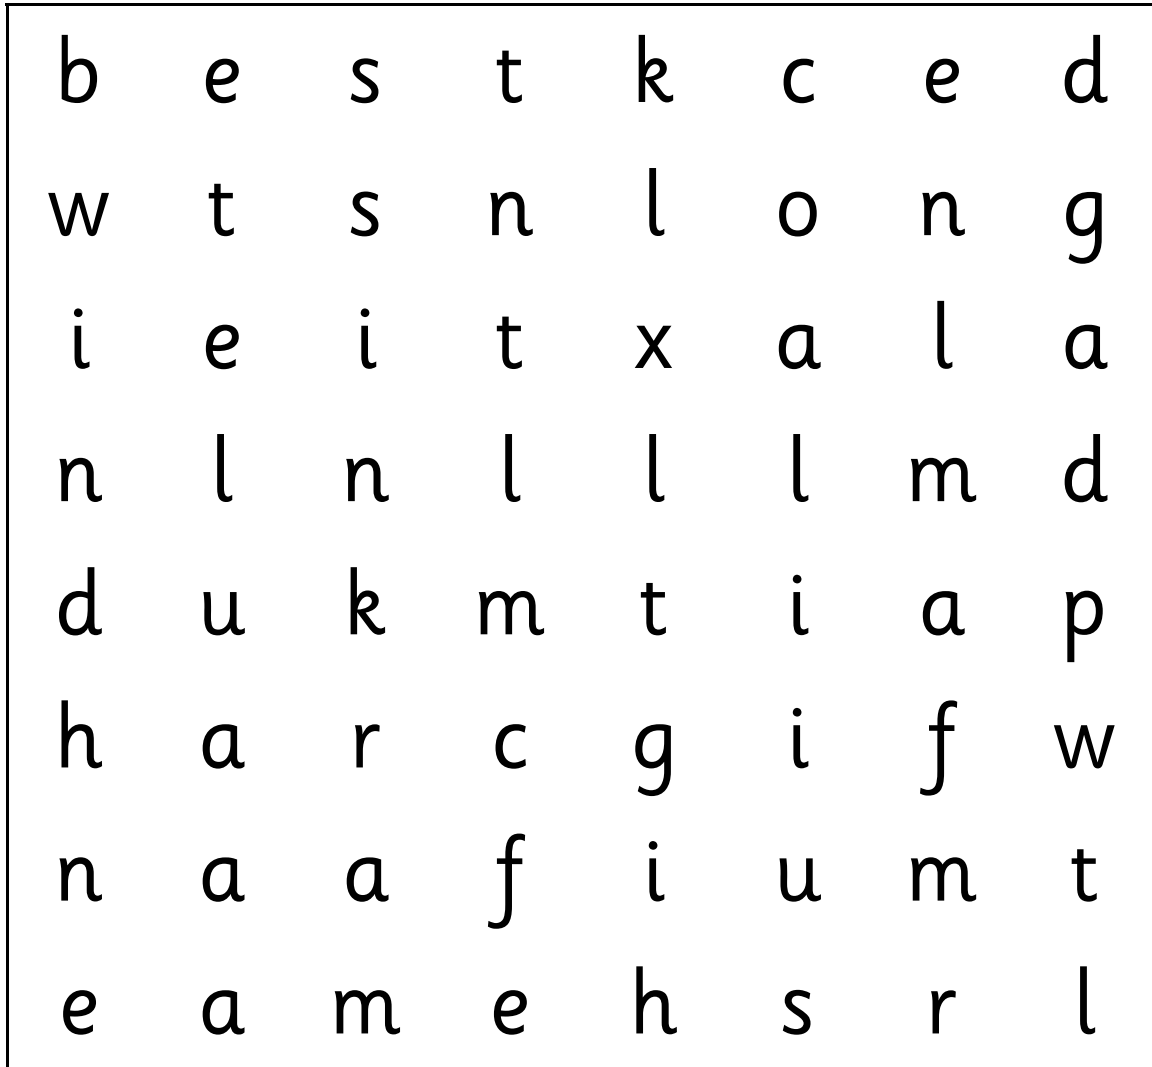 b e s t k c e d
w t s n l o n g
i e i t x a l a
n l n l l l m d
d u k m t i a p
h a r c g i f w
n a a f i u m t
e a m e h s r l